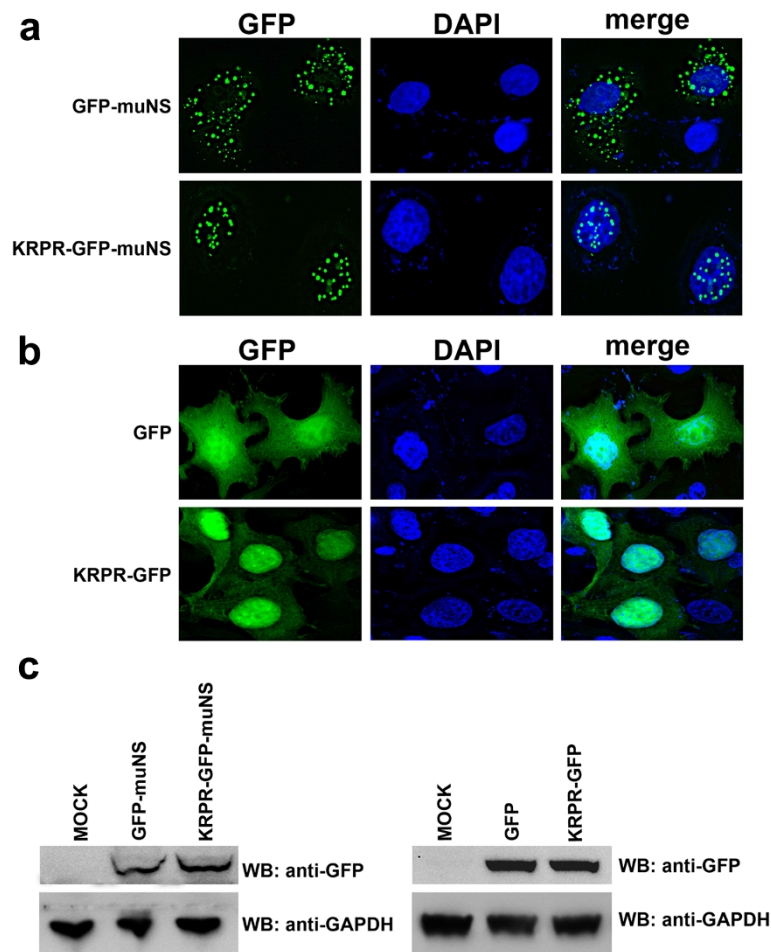 a
GFP DAPI merge
GFP-muNS
KRPR-GFP-muNS
b
GFP DAPI merge
GFP
KRPR-GFP
c
MOCK GFP-muNS KRPR-GFP-muNS
WB: anti-GFP
WB: anti-GAPDH
MOCK GFP KRPR-GFP
WB: anti-GFP
WB: anti-GAPDH